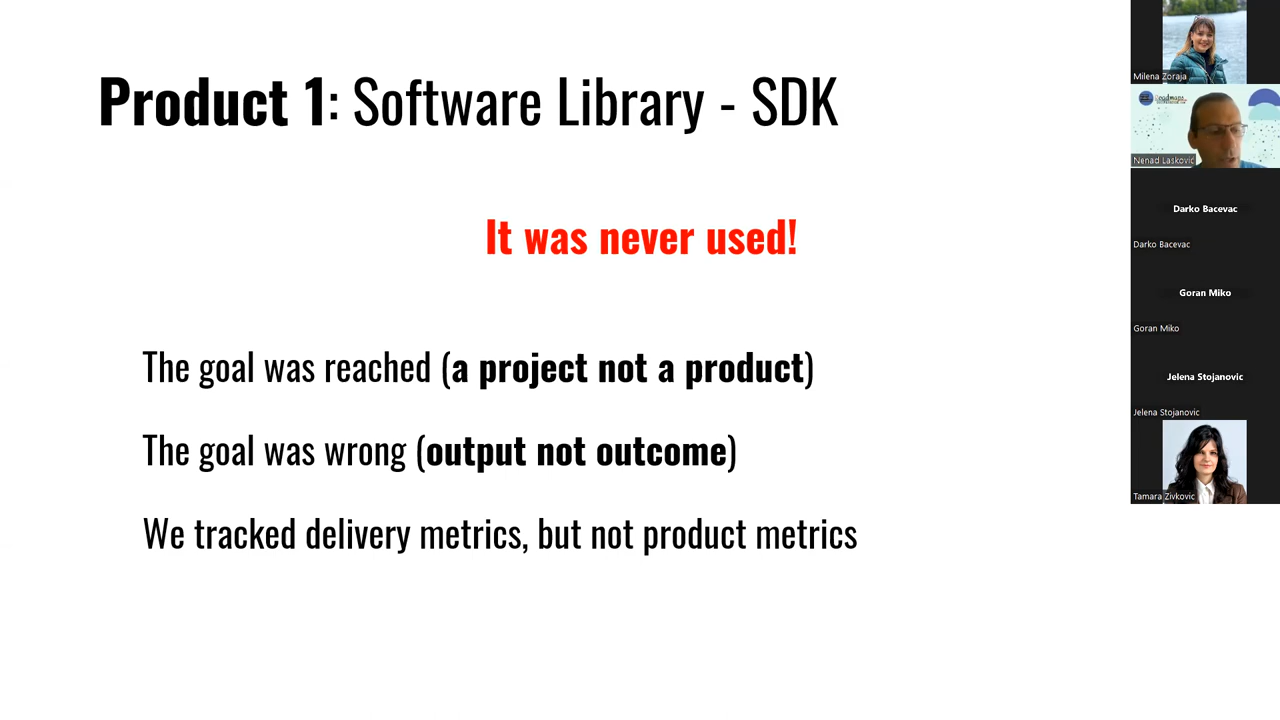 Product 1: Software Library - SDK
It was never used!
The goal was reached (a project not a product)
The goal was wrong (output not outcome)
We tracked delivery metrics, but not product metrics
Milena Zoraja
Nenad Laskovic
Darko Bacevac
Darko Bacevac
Goran Miko
Goran Miko
Jelena Stojanovic
Jelena Stojanovic
Tamara Zivkovic